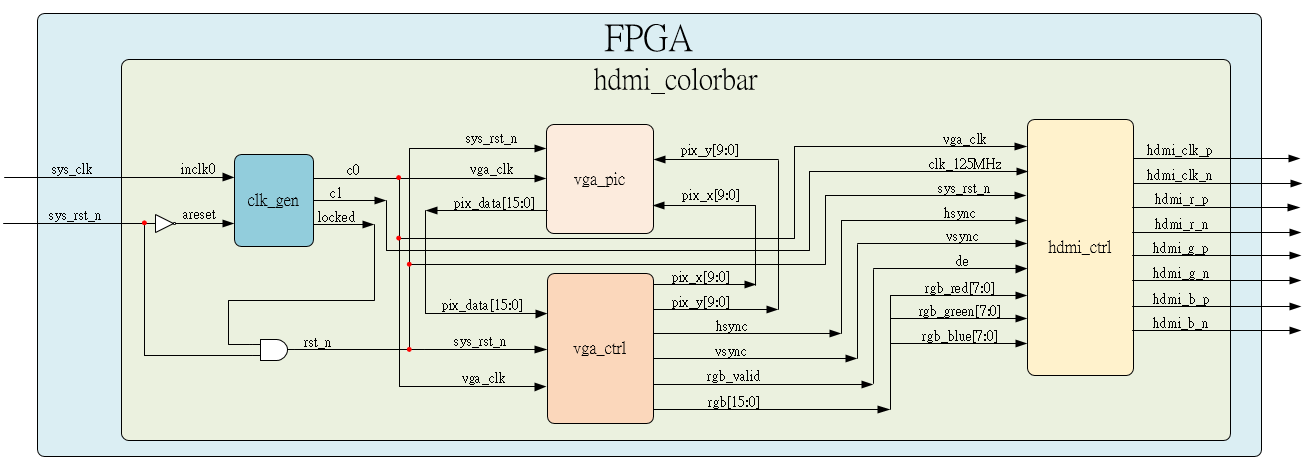 FPGA
hdmi_colorbar
sys_clk
sys_rst_n
inclk0
areset
clk_gen
c0
c1
locked
rst_n
sys_rst_n
vga_clk
pix_data[15:0]
vga_pic
pix_y[9:0]
pix_x[9:0]
pix_data[15:0]
sys_rst_n
vga_clk
vga_ctrl
pix_x[9:0]
pix_y[9:0]
hsync
vsync
rgb_valid
rgb[15:0]
vga_clk
clk_125MHz
sys_rst_n
hsync
vsync
de
rgb_red[7:0]
rgb_green[7:0]
rgb_blue[7:0]
hdmi_ctrl
hdmi_clk_p
hdmi_clk_n
hdmi_r_p
hdmi_r_n
hdmi_g_p
hdmi_g_n
hdmi_b_p
hdmi_b_n